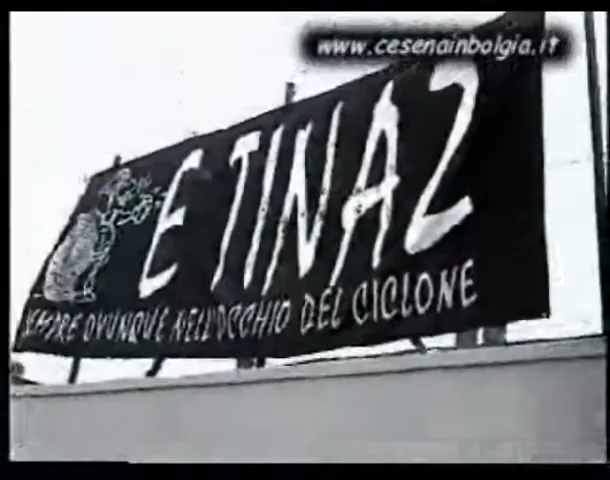 www.cesenainbolgia.it
E TINAZ
SEMPRE OVUNQUE NELL'OCCHIO DEL CICLONE